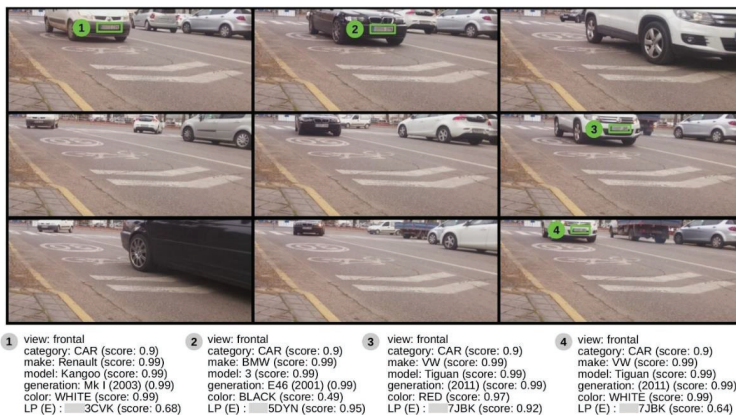 1
2
3
4
1
view: frontal
category: CAR (score: 0.9)
make: Renault (score: 0.99)
model: Kangoo (score: 0.99)
generation: Mk I (2003) (0.99)
color: WHITE (score: 0.99)
LP (E) : 3CVK (score: 0.68)
2
view: frontal
category: CAR (score: 0.9)
make: BMW (score: 0.99)
model: 3 (score: 0.99)
generation: E46 (2001) (0.99)
color: BLACK (score: 0.49)
LP (E) : 5DYN (score: 0.95)
3
view: frontal
category: CAR (score: 0.9)
make: VW (score: 0.99)
model: Tiguan (score: 0.99)
generation: (2011) (score: 0.99)
color: RED (score: 0.97)
LP (E) : 7JBK (score: 0.92)
4
view: frontal
category: CAR (score: 0.9)
make: VW (score: 0.99)
model: Tiguan (score: 0.99)
generation: (2011) (score: 0.99)
color: WHITE (score: 0.99)
LP (E) : 7JBK (score: 0.64)